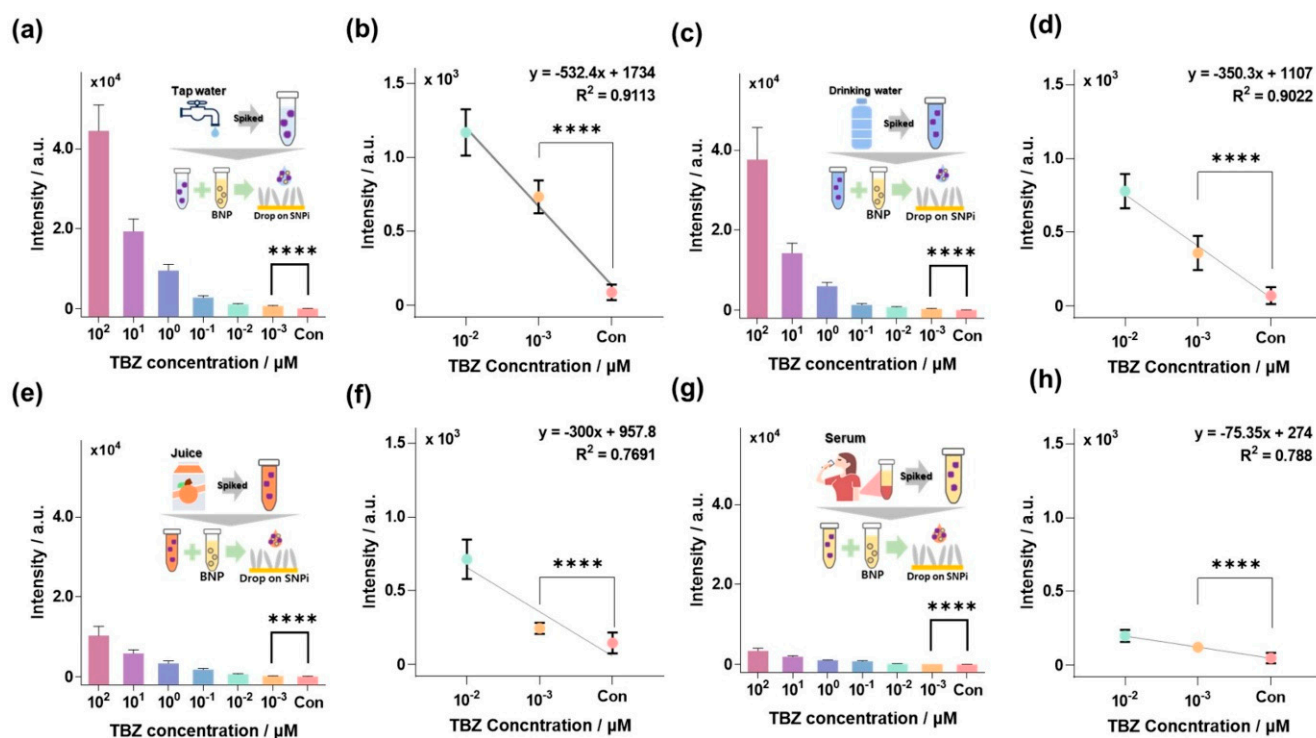 (a)
x10⁴
Intensity / a.u.
4.0
2.0
0
Tap water
Spiked
BNP
Drop on SNPi
****
10² 10¹ 10⁰ 10⁻¹ 10⁻² 10⁻³ Con
TBZ concentration / µM
(b)
x 10³
y = -532.4x + 1734
R² = 0.9113
Intensity / a.u.
1.5
1.0
0.5
0
****
10⁻² 10⁻³ Con
TBZ Concntration / µM
(c)
x10⁴
Intensity / a.u.
4.0
2.0
0
Drinking water
Spiked
BNP
Drop on SNPi
****
10² 10¹ 10⁰ 10⁻¹ 10⁻² 10⁻³ Con
TBZ concentration / µM
(d)
x 10³
y = -350.3x + 1107
R² = 0.9022
Intensity / a.u.
1.5
1.0
0.5
0
****
10⁻² 10⁻³ Con
TBZ Concntration / µM
(e)
x10⁴
Intensity / a.u.
4.0
2.0
0
Juice
Spiked
BNP
Drop on SNPi
****
10² 10¹ 10⁰ 10⁻¹ 10⁻² 10⁻³ Con
TBZ concentration / µM
(f)
x 10³
y = -300x + 957.8
R² = 0.7691
Intensity / a.u.
1.5
1.0
0.5
0
****
10⁻² 10⁻³ Con
TBZ Concntration / µM
(g)
x10⁴
Intensity / a.u.
4.0
2.0
0
Serum
Spiked
BNP
Drop on SNPi
****
10² 10¹ 10⁰ 10⁻¹ 10⁻² 10⁻³ Con
TBZ concentration / µM
(h)
x 10³
y = -75.35x + 274
R² = 0.788
Intensity / a.u.
1.5
1.0
0.5
0
****
10⁻² 10⁻³ Con
TBZ Concntration / µM